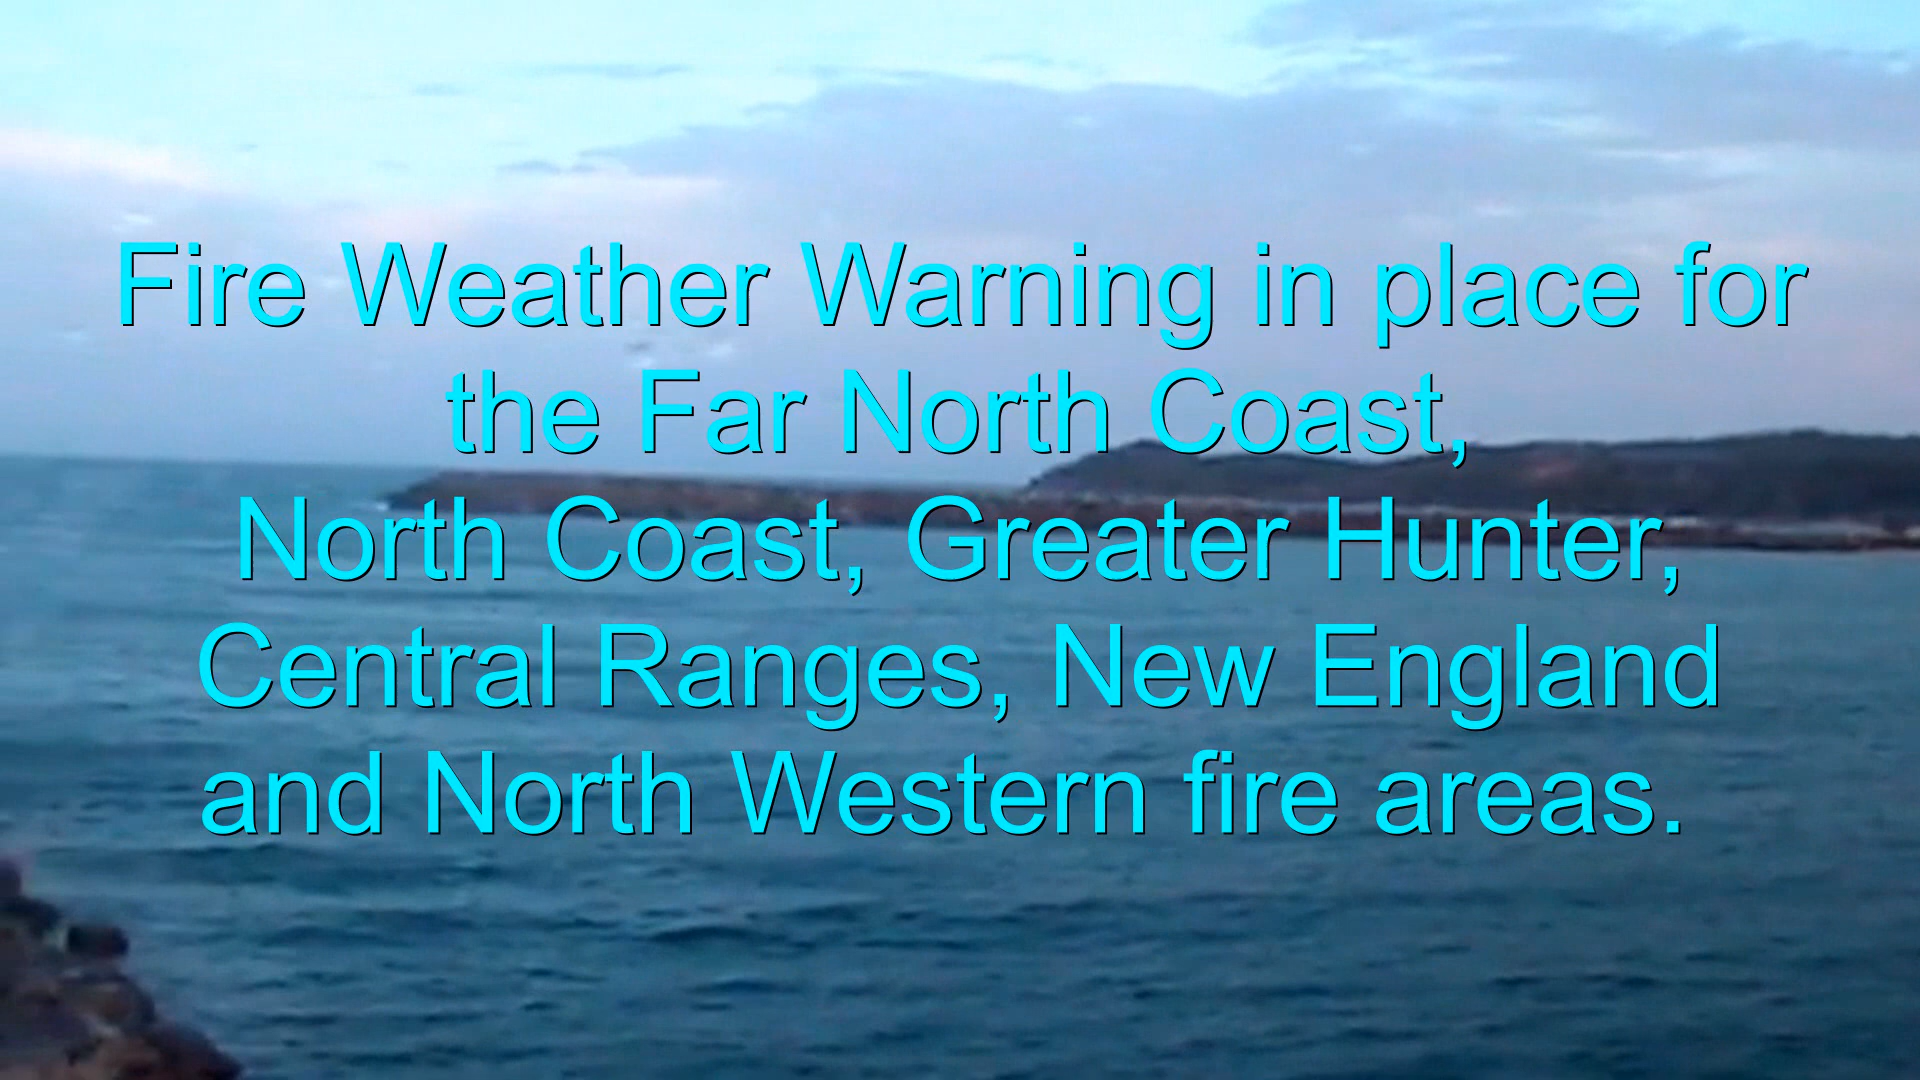 Fire Weather Warning in place for
the Far North Coast,
North Coast, Greater Hunter,
Central Ranges, New England
and North Western fire areas.